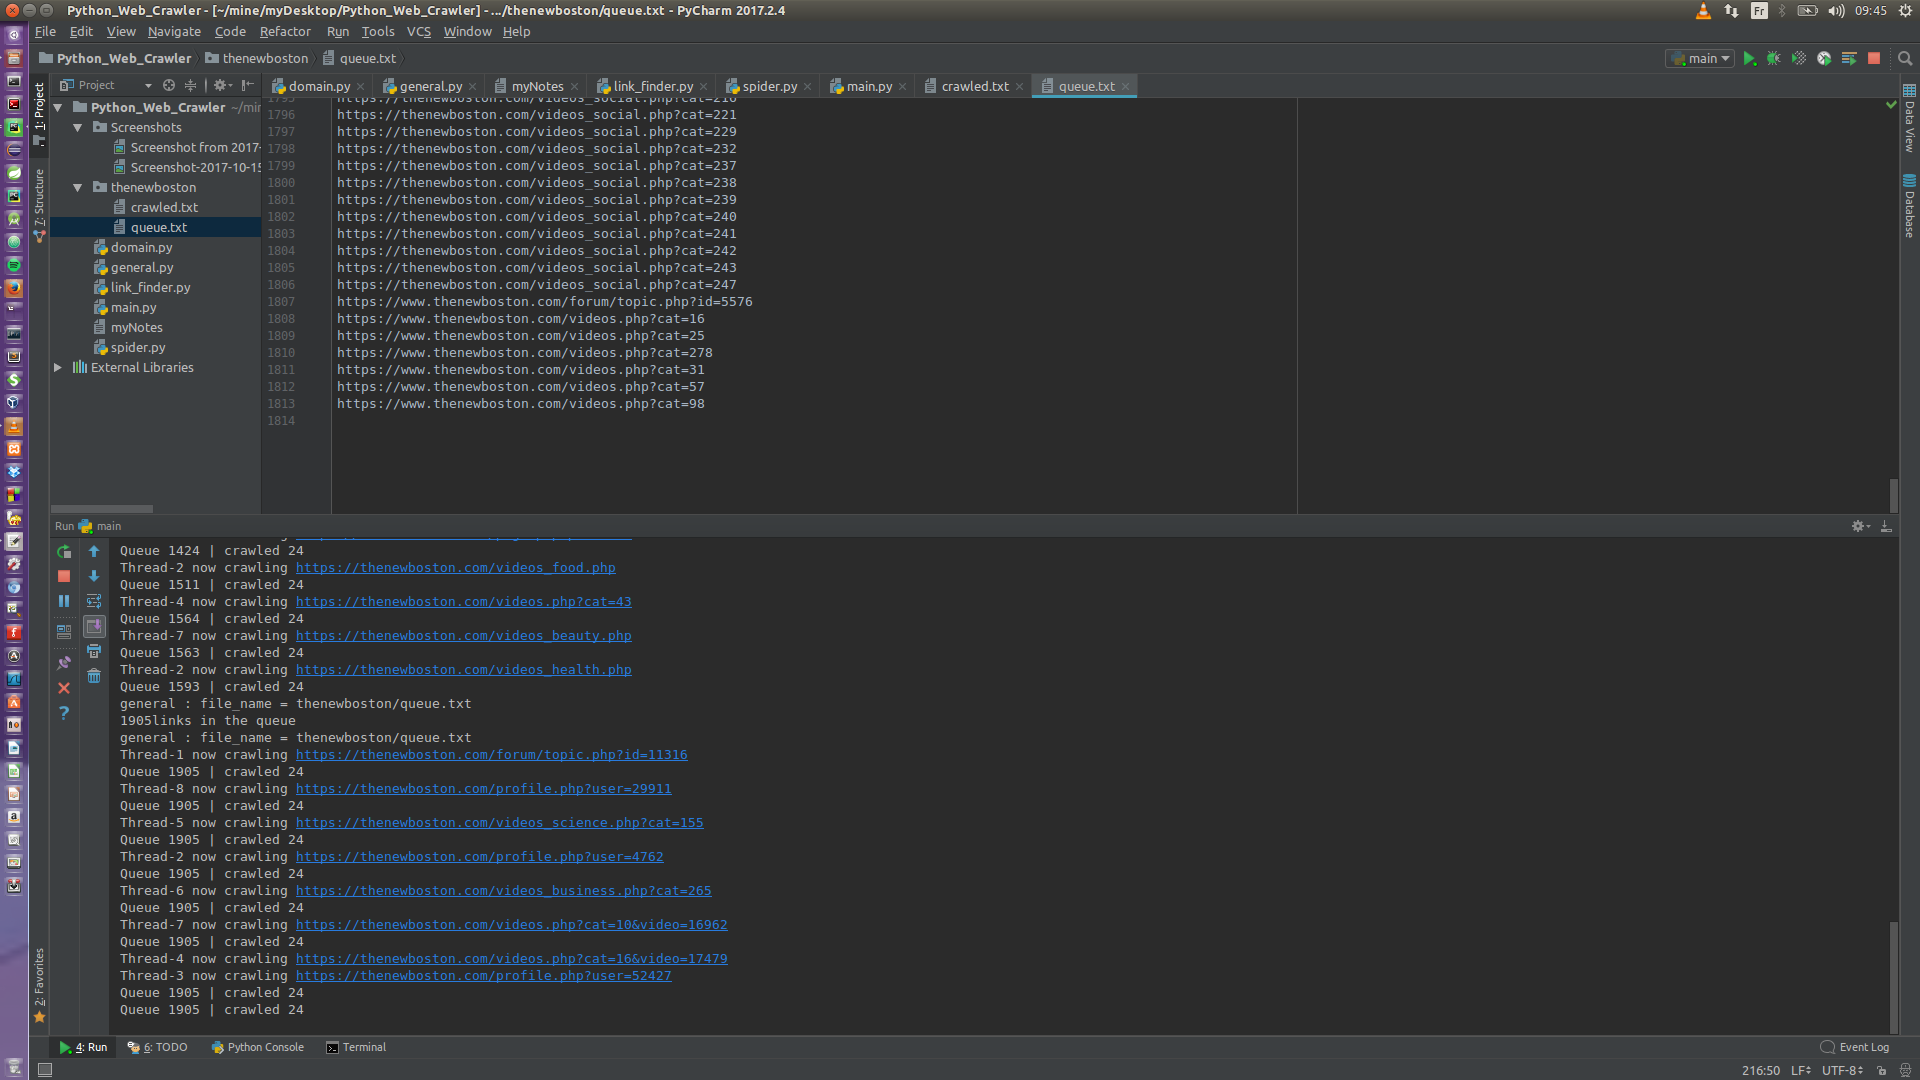 Python_Web_Crawler - [~/mine/myDesktop/Python_Web_Crawler] - .../thenewboston/queue.txt - PyCharm 2017.2.4
Fr
09:45
File Edit View Navigate Code Refactor Run Tools VCS Window Help
Python_Web_Crawler thenewboston queue.txt
main
Project
domain.py general.py myNotes link_finder.py spider.py main.py crawled.txt queue.txt
1: Project
7: Structure
2: Favorites
Data View
Database
Python_Web_Crawler ~/min
Screenshots
Screenshot from 2017-
Screenshot-2017-10-15
thenewboston
crawled.txt
queue.txt
domain.py
general.py
link_finder.py
main.py
myNotes
spider.py
External Libraries
1795 https://thenewboston.com/videos_social.php?cat=216
1796 https://thenewboston.com/videos_social.php?cat=221
1797 https://thenewboston.com/videos_social.php?cat=229
1798 https://thenewboston.com/videos_social.php?cat=232
1799 https://thenewboston.com/videos_social.php?cat=237
1800 https://thenewboston.com/videos_social.php?cat=238
1801 https://thenewboston.com/videos_social.php?cat=239
1802 https://thenewboston.com/videos_social.php?cat=240
1803 https://thenewboston.com/videos_social.php?cat=241
1804 https://thenewboston.com/videos_social.php?cat=242
1805 https://thenewboston.com/videos_social.php?cat=243
1806 https://thenewboston.com/videos_social.php?cat=247
1807 https://www.thenewboston.com/forum/topic.php?id=5576
1808 https://www.thenewboston.com/videos.php?cat=16
1809 https://www.thenewboston.com/videos.php?cat=25
1810 https://www.thenewboston.com/videos.php?cat=278
1811 https://www.thenewboston.com/videos.php?cat=31
1812 https://www.thenewboston.com/videos.php?cat=57
1813 https://www.thenewboston.com/videos.php?cat=98
1814
Run main
Queue 1424 | crawled 24
Thread-2 now crawling https://thenewboston.com/videos_food.php
Queue 1511 | crawled 24
Thread-4 now crawling https://thenewboston.com/videos.php?cat=43
Queue 1564 | crawled 24
Thread-7 now crawling https://thenewboston.com/videos_beauty.php
Queue 1563 | crawled 24
Thread-2 now crawling https://thenewboston.com/videos_health.php
Queue 1593 | crawled 24
general : file_name = thenewboston/queue.txt
1905links in the queue
general : file_name = thenewboston/queue.txt
Thread-1 now crawling https://thenewboston.com/forum/topic.php?id=11316
Queue 1905 | crawled 24
Thread-8 now crawling https://thenewboston.com/profile.php?user=29911
Queue 1905 | crawled 24
Thread-5 now crawling https://thenewboston.com/videos_science.php?cat=155
Queue 1905 | crawled 24
Thread-2 now crawling https://thenewboston.com/profile.php?user=4762
Queue 1905 | crawled 24
Thread-6 now crawling https://thenewboston.com/videos_business.php?cat=265
Queue 1905 | crawled 24
Thread-7 now crawling https://thenewboston.com/videos.php?cat=10&video=16962
Queue 1905 | crawled 24
Thread-4 now crawling https://thenewboston.com/videos.php?cat=16&video=17479
Thread-3 now crawling https://thenewboston.com/profile.php?user=52427
Queue 1905 | crawled 24
Queue 1905 | crawled 24
4: Run 6: TODO Python Console Terminal Event Log
216:50 LF UTF-8